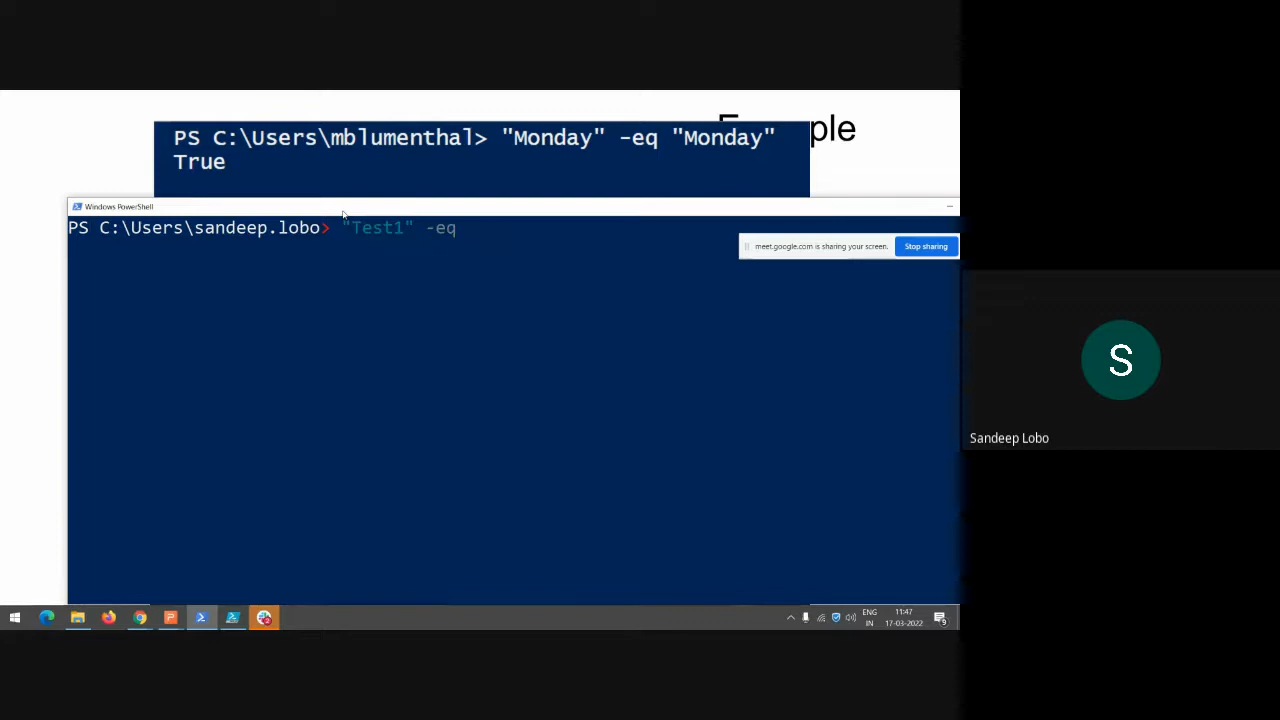 Example
PS C:\Users\mblumenthal> "Monday" -eq "Monday"
True
Windows PowerShell
PS C:\Users\sandeep.lobo> "Test1" -eq
meet.google.com is sharing your screen.
Stop sharing
S
Sandeep Lobo
ENG
IN
11:47
17-03-2022